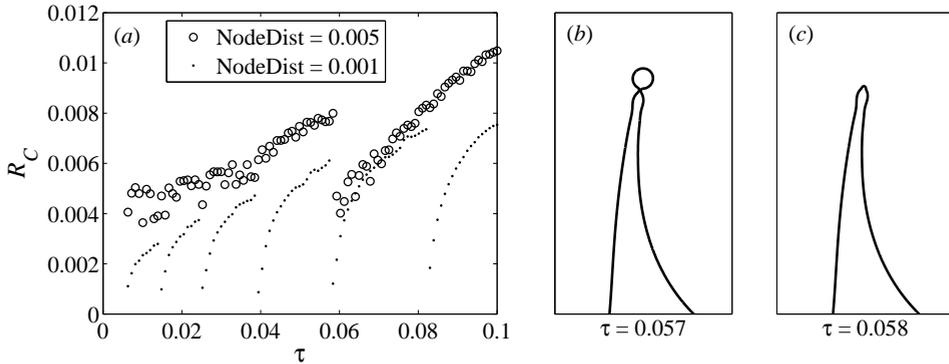 (a)
NodeDist = 0.005
NodeDist = 0.001
0.012
0.01
0.008
0.006
0.004
0.002
0
R_C
0 0.02 0.04 0.06 0.08 0.1
τ
(b)
τ = 0.057
(c)
τ = 0.058